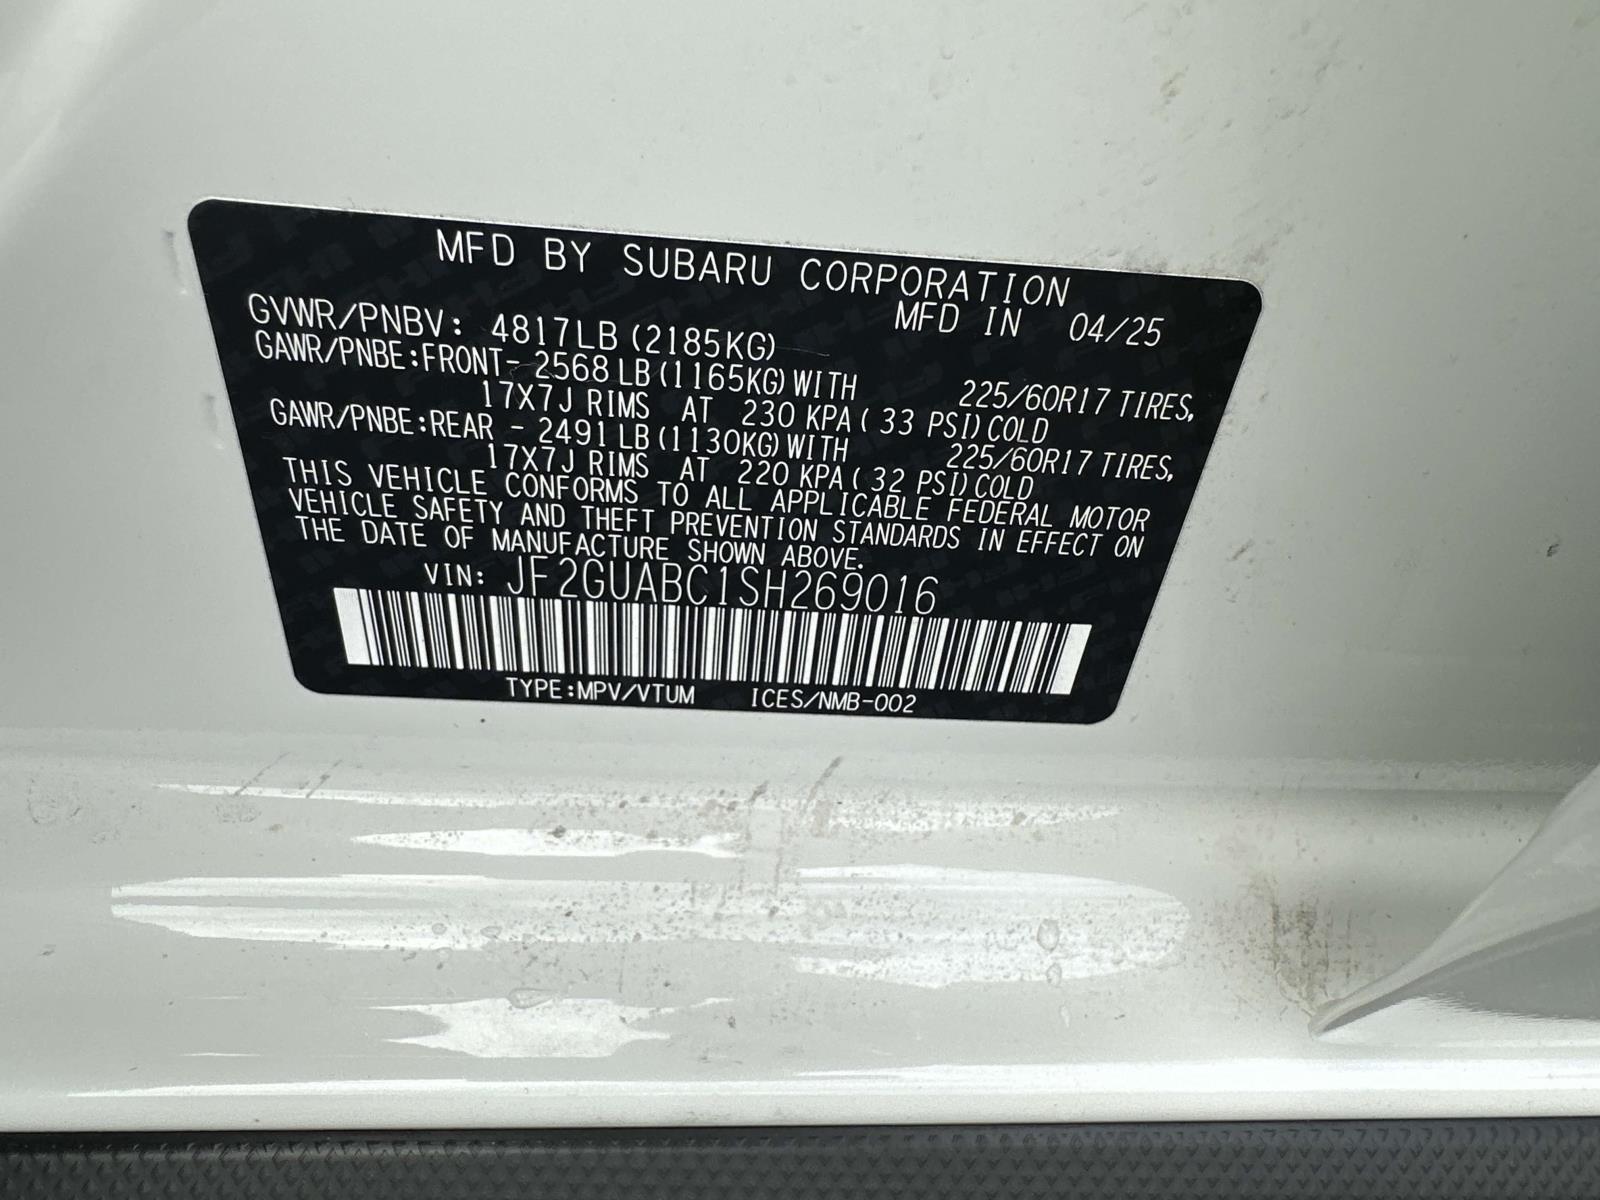 MFD BY SUBARU CORPORATION
MFD IN 04/25
GVWR/PNBV: 4817LB (2185KG)
GAWR/PNBE:FRONT- 2568 LB (1165KG) WITH 225/60R17 TIRES,
17X7J RIMS AT 230 KPA ( 33 PSI) COLD
GAWR/PNBE:REAR - 2491 LB (1130KG) WITH 225/60R17 TIRES,
17X7J RIMS AT 220 KPA ( 32 PSI) COLD
THIS VEHICLE CONFORMS TO ALL APPLICABLE FEDERAL MOTOR
VEHICLE SAFETY AND THEFT PREVENTION STANDARDS IN EFFECT ON
THE DATE OF MANUFACTURE SHOWN ABOVE.
VIN: JF2GUABC1SH269016
TYPE:MPV/VTUM ICES/NMB-002